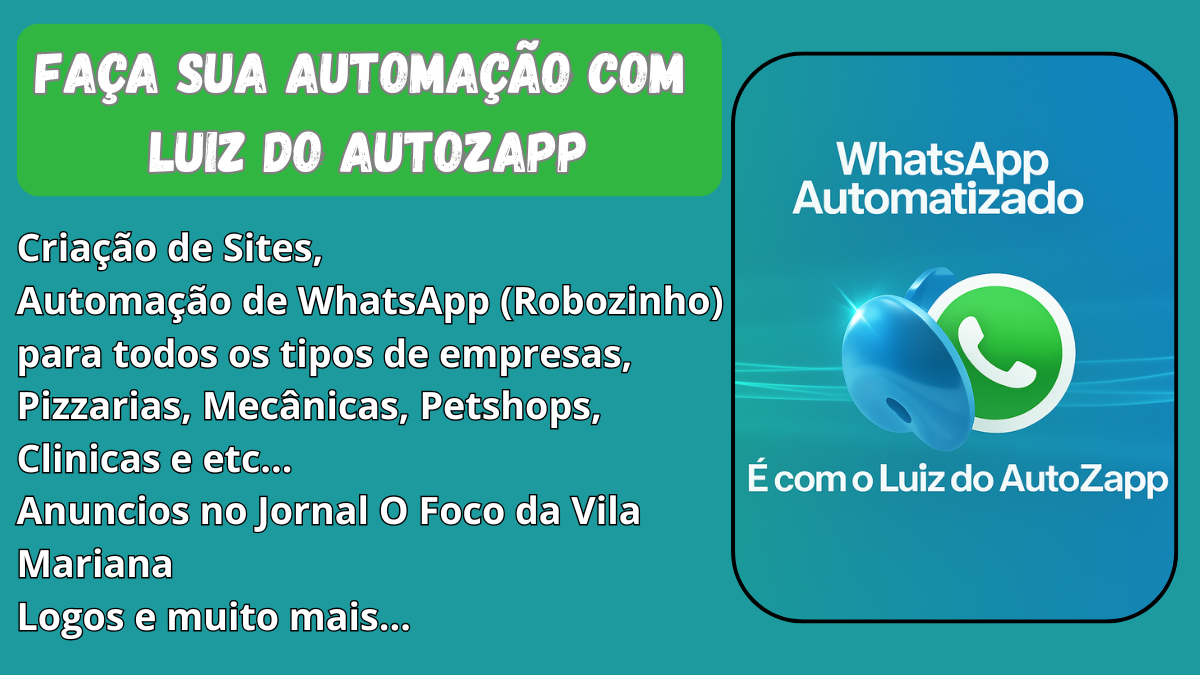 FAÇA SUA AUTOMAÇÃO COM
LUIZ DO AUTOZAPP
Criação de Sites,
Automação de WhatsApp (Robozinho)
para todos os tipos de empresas,
Pizzarias, Mecânicas, Petshops,
Clinicas e etc...
Anuncios no Jornal O Foco da Vila
Mariana
Logos e muito mais...
WhatsApp
Automatizado
É com o Luiz do AutoZapp